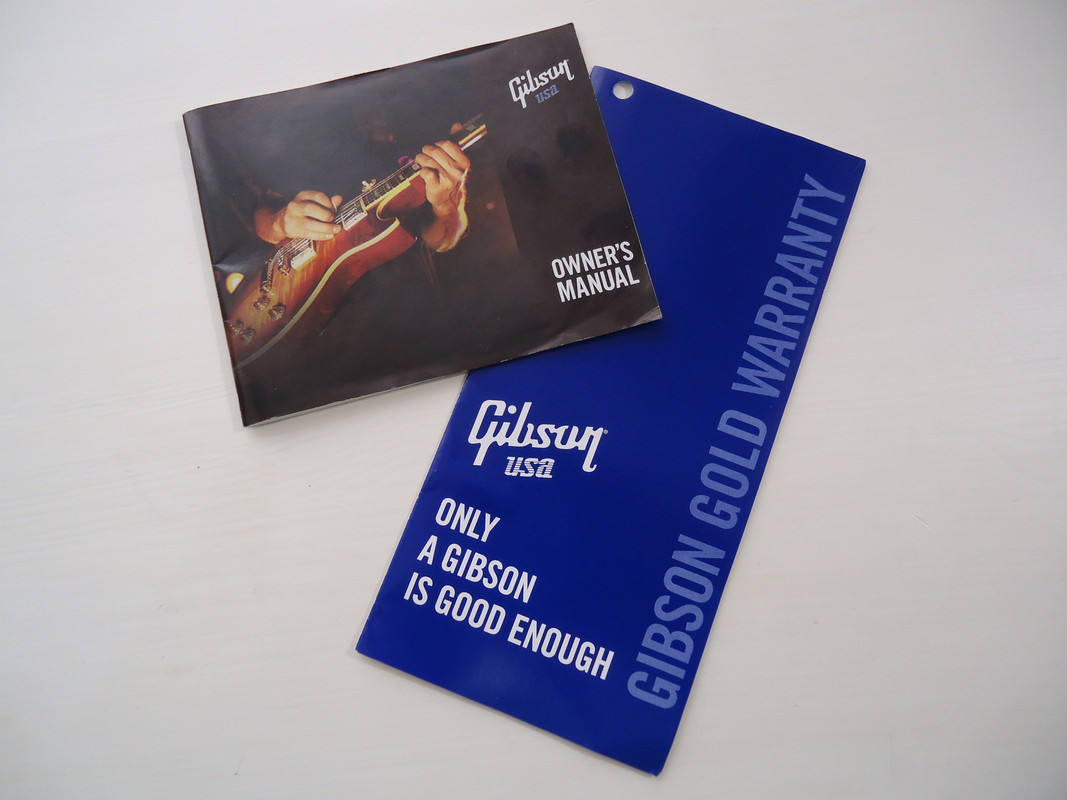 Gibson
usa
OWNER'S
MANUAL
Gibson
usa
ONLY
A GIBSON
IS GOOD ENOUGH
GIBSON GOLD WARRANTY